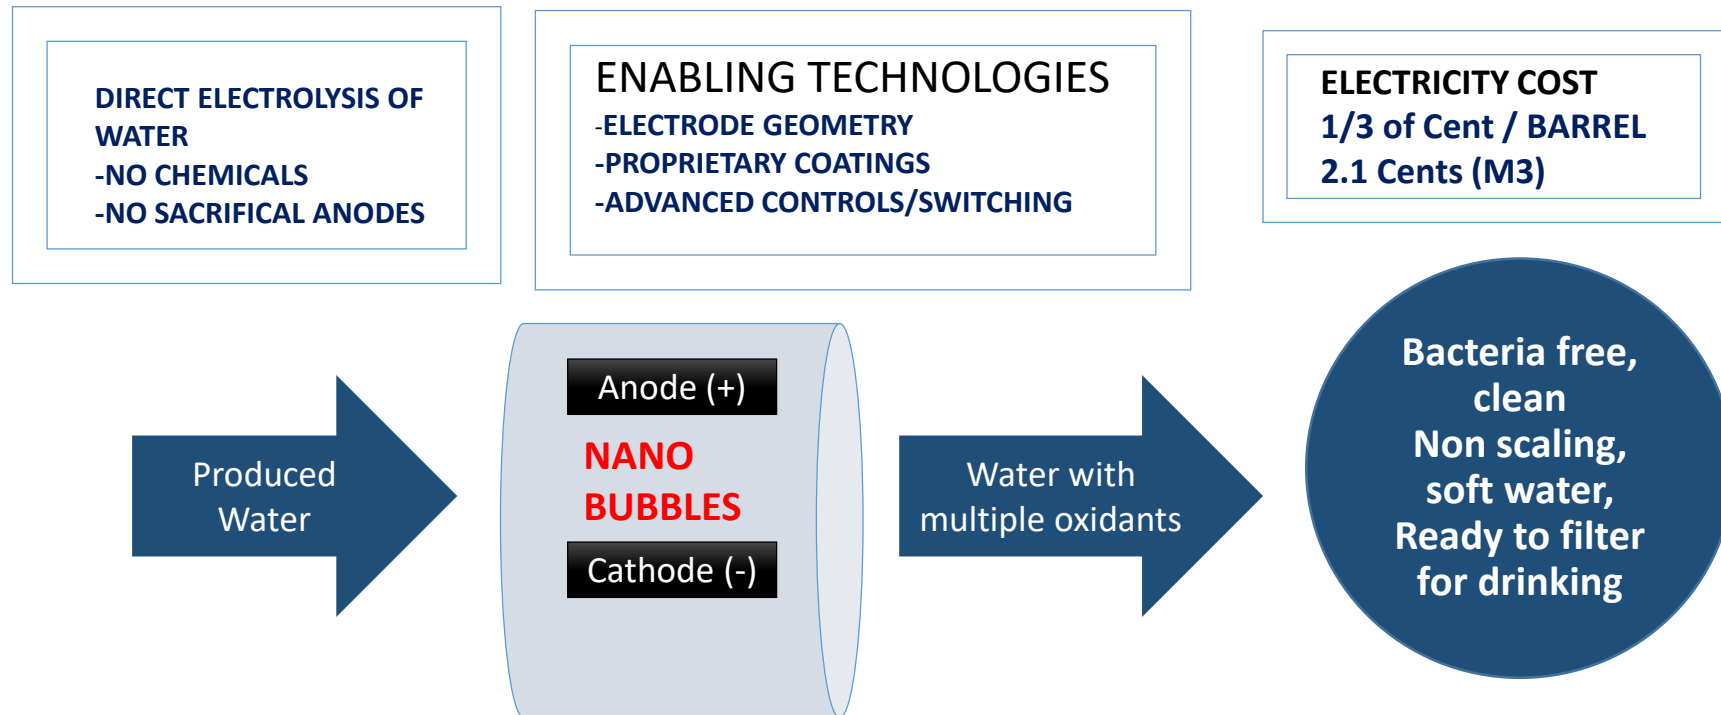 DIRECT ELECTROLYSIS OF
WATER
-NO CHEMICALS
-NO SACRIFICAL ANODES
ENABLING TECHNOLOGIES
-ELECTRODE GEOMETRY
-PROPRIETARY COATINGS
-ADVANCED CONTROLS/SWITCHING
ELECTRICITY COST
1/3 of Cent / BARREL
2.1 Cents (M3)
Produced
Water
Anode (+)
NANO
BUBBLES
Cathode (-)
Water with
multiple oxidants
Bacteria free,
clean
Non scaling,
soft water,
Ready to filter
for drinking